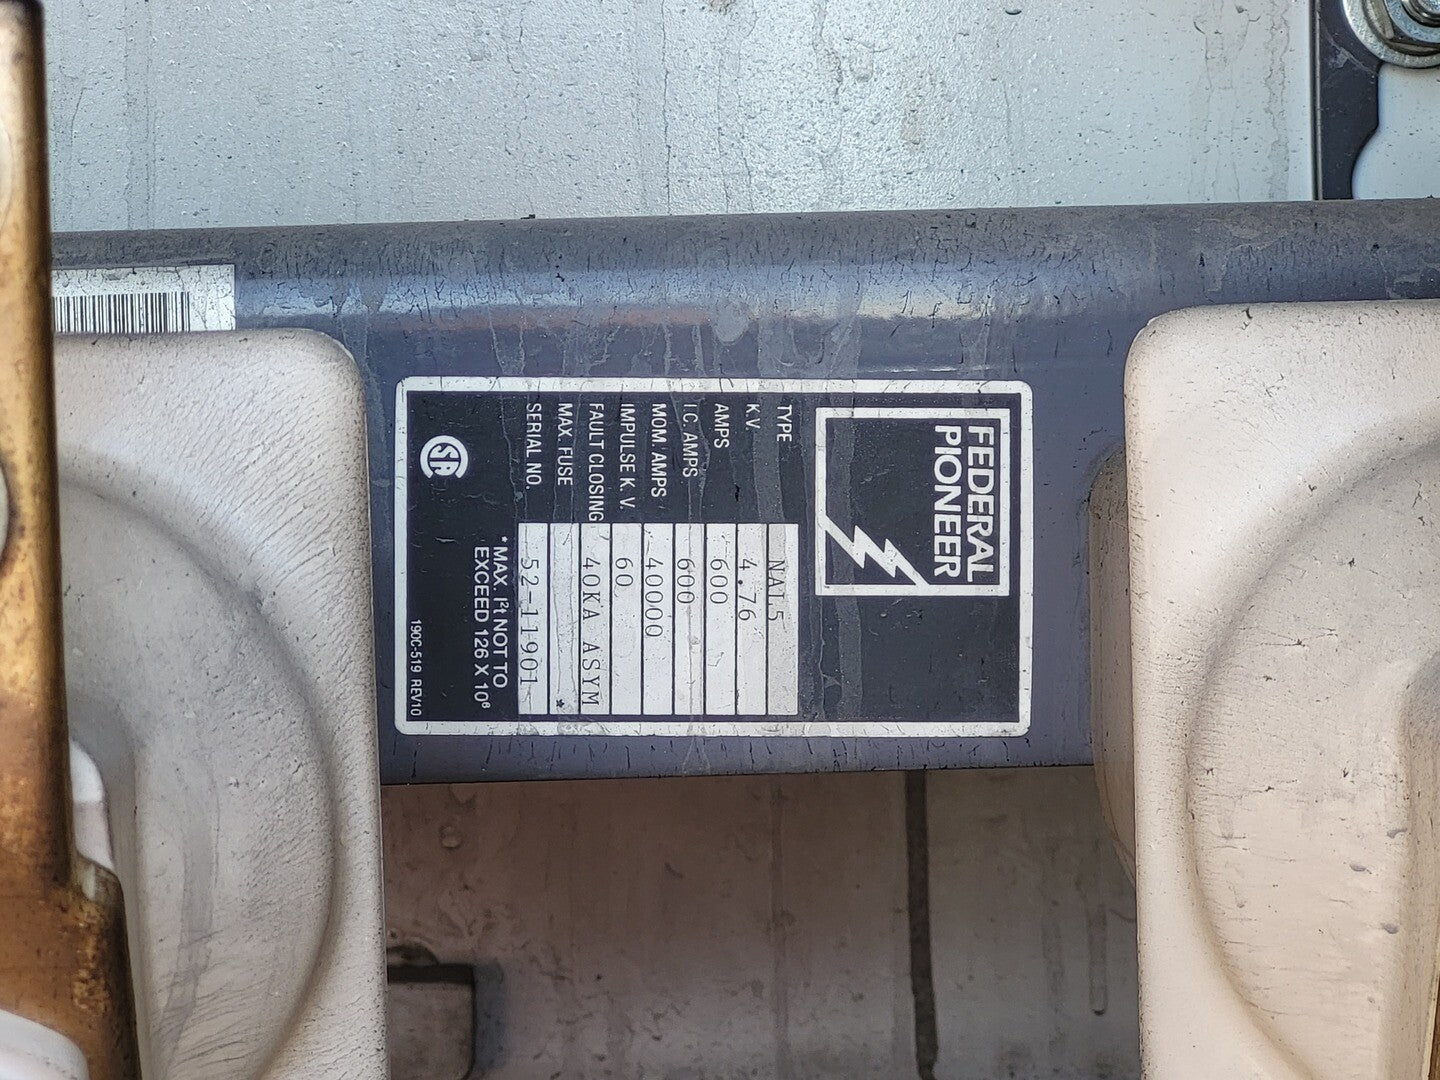 FEDERAL
PIONEER
TYPE NAL5
K.V. 4.76
AMPS 600
I.C. AMPS 600
MOM. AMPS 40000
IMPULSE K.V. 60
FAULT CLOSING 40KA ASYM
MAX. FUSE *
SERIAL NO. 52-11901
*MAX. I²t NOT TO
EXCEED 126 X 10⁶
SA
190C-519 REV10